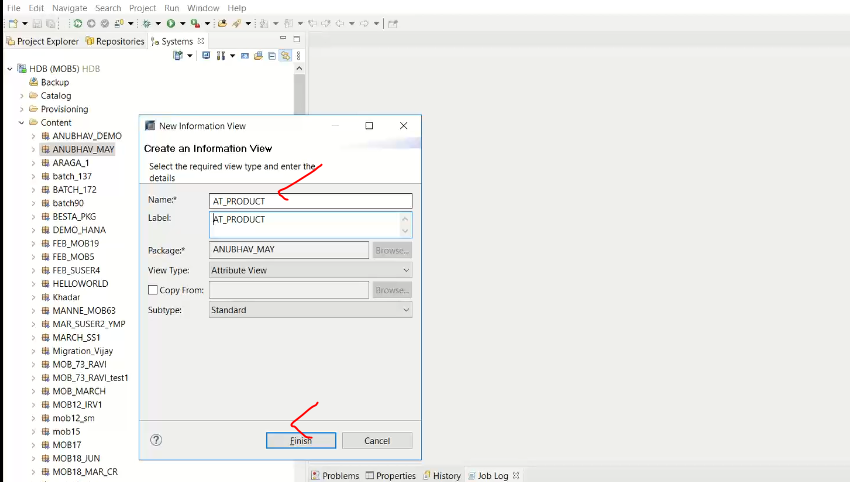 File Edit Navigate Search Project Run Window Help
Project Explorer Repositories Systems
HDB (MOB5) HDB
Backup
Catalog
Provisioning
Content
ANUBHAV_DEMO
ANUBHAV_MAY
ARAGA_1
batch_137
BATCH_172
batch90
BESTA_PKG
DEMO_HANA
FEB_MOB19
FEB_MOB5
FEB_SUSER4
HELLOWORLD
Khadar
MANNE_MOB63
MAR_SUSER2_YMP
MARCH_SS1
Migration_Vijay
MOB_73_RAVI
MOB_73_RAVI_test1
MOB_MARCH
MOB12_IRV1
mob12_sm
mob15
MOB17
MOB18_JUN
MOB18_MAR_CR
New Information View
Create an Information View
Select the required view type and enter the
details
Name:* AT_PRODUCT
Label: AT_PRODUCT
Package:* ANUBHAV_MAY Browse...
View Type: Attribute View
Copy From: Browse...
Subtype: Standard
Finish Cancel
Problems Properties History Job Log